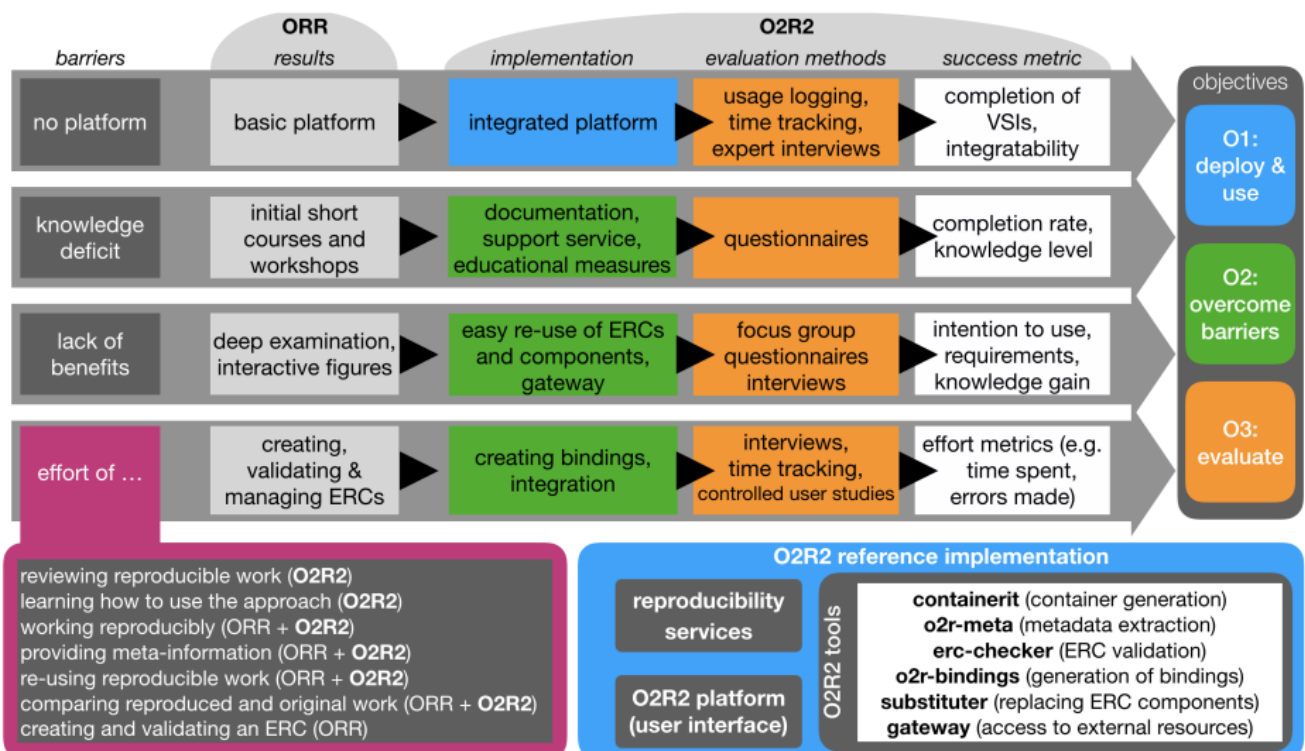 ORR
O2R2
barriers
results
implementation
evaluation methods
success metric
objectives
no platform
basic platform
integrated platform
usage logging,
time tracking,
expert interviews
completion of
VSIs,
integratability
knowledge
deficit
initial short
courses and
workshops
documentation,
support service,
educational measures
questionnaires
completion rate,
knowledge level
lack of
benefits
deep examination,
interactive figures
easy re-use of ERCs
and components,
gateway
focus group
questionnaires
interviews
intention to use,
requirements,
knowledge gain
effort of ...
creating,
validating &
managing ERCs
creating bindings,
integration
interviews,
time tracking,
controlled user studies
effort metrics (e.g.
time spent,
errors made)
O1:
deploy &
use
O2:
overcome
barriers
O3:
evaluate
reviewing reproducible work (O2R2)
learning how to use the approach (O2R2)
working reproducibly (ORR + O2R2)
providing meta-information (ORR + O2R2)
re-using reproducible work (ORR + O2R2)
comparing reproduced and original work (ORR + O2R2)
creating and validating an ERC (ORR)
O2R2 reference implementation
reproducibility
services
O2R2 platform
(user interface)
O2R2 tools
containerit (container generation)
o2r-meta (metadata extraction)
erc-checker (ERC validation)
o2r-bindings (generation of bindings)
substituter (replacing ERC components)
gateway (access to external resources)